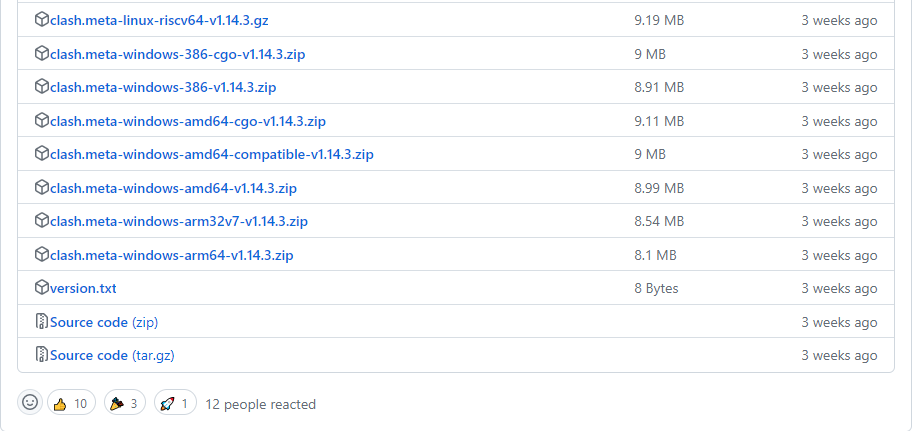 clash.meta-linux-riscv64-v1.14.3.gz 9.19 MB 3 weeks ago
clash.meta-windows-386-cgo-v1.14.3.zip 9 MB 3 weeks ago
clash.meta-windows-386-v1.14.3.zip 8.91 MB 3 weeks ago
clash.meta-windows-amd64-cgo-v1.14.3.zip 9.11 MB 3 weeks ago
clash.meta-windows-amd64-compatible-v1.14.3.zip 9 MB 3 weeks ago
clash.meta-windows-amd64-v1.14.3.zip 8.99 MB 3 weeks ago
clash.meta-windows-arm32v7-v1.14.3.zip 8.54 MB 3 weeks ago
clash.meta-windows-arm64-v1.14.3.zip 8.1 MB 3 weeks ago
version.txt 8 Bytes 3 weeks ago
Source code (zip) 3 weeks ago
Source code (tar.gz) 3 weeks ago
10 3 1 12 people reacted